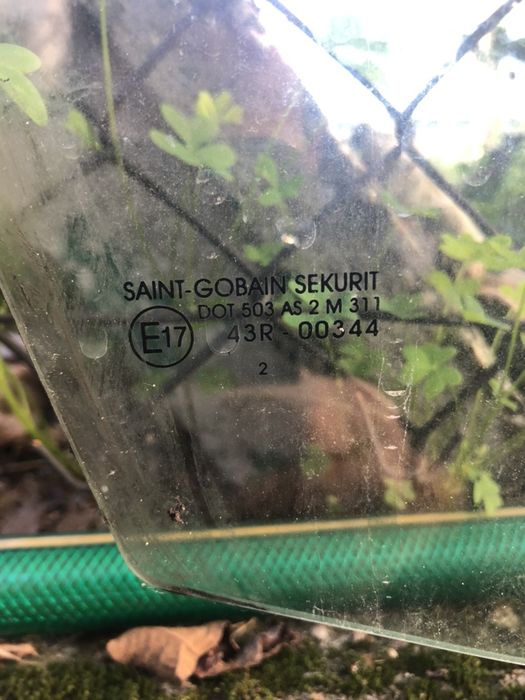 SAINT-GOBAIN SEKURIT
DOT 503 AS 2 M 311
E17 43R - 00344
2